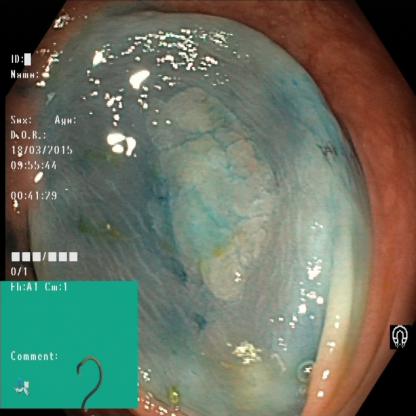 ID:
Name:
Sex: Age:
D.O.B.:
18/03/2015
09:55:44
00:41:29
■■■/■■■
0/1
Eh:A1 Cm:1
Comment: